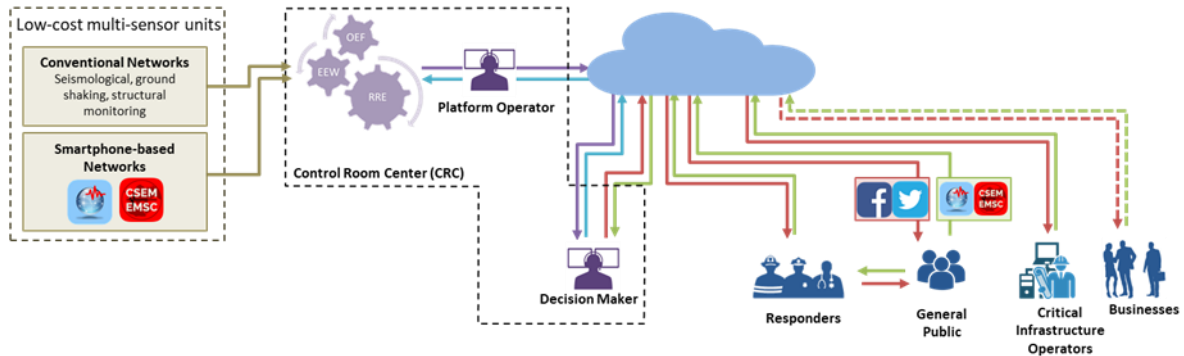 Low-cost multi-sensor units
Conventional Networks
Seismological, ground
shaking, structural
monitoring
Smartphone-based
Networks
CSEM
EMSC
OEF
EEW
RRE
Platform Operator
Control Room Center (CRC)
Decision Maker
CSEM
EMSC
Responders
General
Public
Critical
Infrastructure
Operators
Businesses